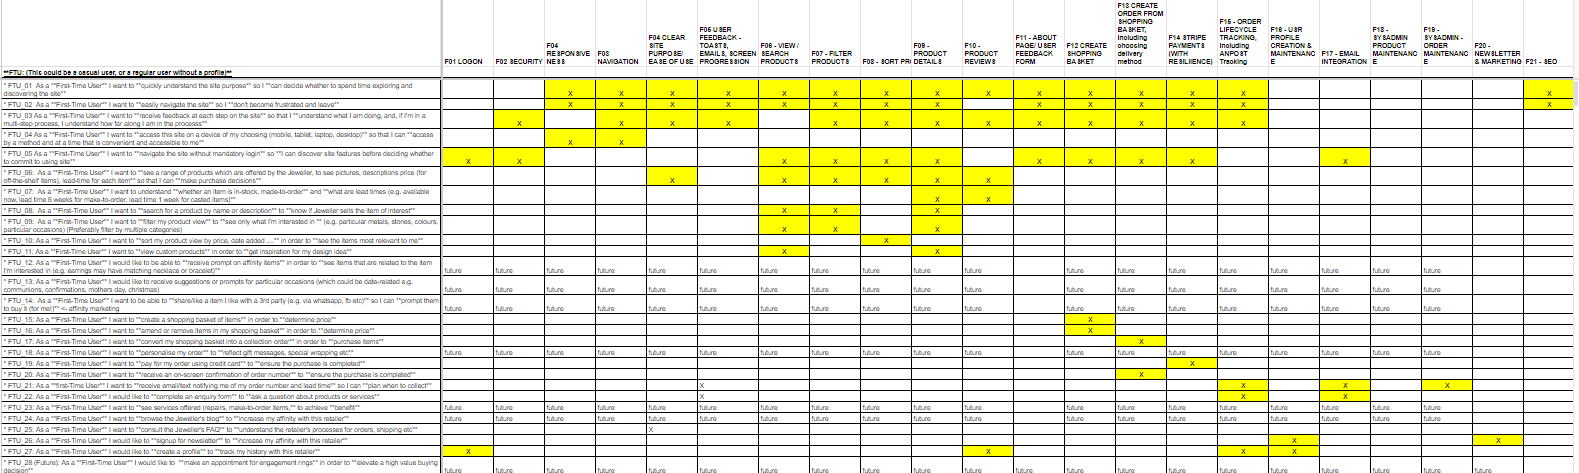 F01 LOGON
F02 SECURITY
F04
RESPONSIVE
NESS
F03
NAVIGATION
F04 CLEAR
SITE
PURPOSE/
EASE OF USE
F05 USER
FEEDBACK -
TOASTS,
EMAILS, SCREEN
PROGRESSION
F06 - VIEW /
SEARCH
PRODUCTS
F07 - FILTER
PRODUCTS
F08 - SORT PR
F09 -
PRODUCT
DETAILS
F10 -
PRODUCT
REVIEWS
F11 - ABOUT
PAGE/ USER
FEEDBACK
FORM
F12 CREATE
SHOPPING
BASKET
F13 CREATE
ORDER FROM
SHOPPING
BASKET,
including
choosing
delivery
method
F14 STRIPE
PAYMENTS
(WITH
RESILIENCE)
F15 - ORDER
LIFECYCLE
TRACKING,
including
ANPOST
Tracking
F16 - USR
PROFILE
CREATION &
MAINTENANC
E
F17 - EMAIL
INTEGRATION
F18 -
SYSADMIN
PRODUCT
MAINTENANC
E
F19 -
SYSADMIN -
ORDER
MAINTENANC
E
F20 -
NEWSLETTER
& MARKETING
F21 - SEO
**FTU: (This could be a casual user, or a regular user without a profile)**
* FTU_01 As a **First-Time User** I want to **quickly understand the site purpose** so I **can decide whether to spend time exploring and
discovering the site** X X X X X X X X X X X X X X X
* FTU_02 As a **First-Time User** I want to **easily navigate the site** so I **don't become frustrated and leave** X X X X X X X X X X X X X X
* FTU_03 As a **First-Time User** I want to **receive feedback at each step on the site** so that I **understand what I am doing, and, if I'm in a
multi-step process, I understand how far along I am in the processs** X X X X X X X X X X X X X X
* FTU_04 As a **First-Time User** I want to **access this site on a device of my choosing (mobile, tablet, laptop, desktop)** so that I can **access
by a method and at a time that is convenient and accessible to me** X X
* FTU_05 As a **First-Time User** I want to **navigate the site without mandatory login** so **I can discover site features before deciding whether
to commit to using site** X X X X X X X X X X X
* FTU_06: As a **First-Time User** I want to **see a range of products which are offered by the Jeweller, to see pictures, descriptions price (for
off-the-shelf items), lead-time for each item** so that I can **make purchase decisions** X X X X X X
* FTU_07: As a **First-Time User** I want to understand **whether an item is in-stock, made-to-order** and **what are lead times (e.g. available
now, lead time 6 weeks for make-to-order, lead time 1 week for casted items)** X X
* FTU_08: As a **First-Time User** I want to **search for a product by name or description** to **know if Jeweller sells the item of interest** X X X
* FTU_09: As a **First-Time User** I want to **filter my product view** to **see only what I'm interested in ** (e.g. particular metals, stones, colours,
particular occasions) (Preferably filter by multiple categories) X X X
* FTU_10: As a **First-Time User** I want to **sort my product view by price, date added ....** in order to **see the items most relevant to me** X
* FTU_11: As a **First-Time User** I want to **view custom products** in order to **get inspiration for my design idea** X X
* FTU_12: As a **First-Time User** I would like to be able to **receive prompt on affinity items** in order to **see items that are related to the item
I'm interested in (e.g. earrings may have matching necklace or bracelet)** future future future future future future future future future future future future future future future future future future future
* FTU_13: As a **First-Time User** I would like to receive suggestions or prompts for particular occasions (which could be date-related e.g.
communions, confirmations, mothers day, christmas) future future future future future future future future future future future future future future future future future future future
* FTU_14: As a **First-Time User** I want to be able to **share/like a item I like with a 3rd party (e.g. via whatsapp, fb etc)** so I can **prompt them
to buy it (for me!)** <- affinity marketing future future future future future future future future future future future future future future future future future future future
* FTU_15: As a **First-Time User** I want to **create a shopping basket of items** in order to **determine price** X
* FTU_16: As a **First-Time User** I want to **amend or remove items in my shopping basket** in order to **determine price** X
* FTU_17: As a **First-Time User** I want to **convert my shopping basket into a collection order** in order to **purchase items** X
* FTU_18: As a **First-Time User** I want to **personalise my order** to **reflect gift messages, special wrapping etc** future future future future future future future future future future future future future future future future future future future
* FTU_19: As a **First-Time User** I want to **pay for my order using credit card** to **ensure the purchase is completed** X
* FTU_20: As a **First-Time User** I want to **receive an on-screen confirmation of order number** to **ensure the purchase is completed** X
* FTU_21: As a **first-Time User** I want to **receive email/text notifying me of my order number and lead time** so I can **plan when to collect** X X X X
* FTU_22: As a **First-Time User** I would like to **complete an enquiry form** to **ask a question about products or services** X X X
* FTU_23: As a **First-Time User** I want to **see services offered (repairs, make-to-order items,** to achieve **benefit** future future future future future future future future future future future future future future future future future future future
* FTU_24: As a **First-Time User** I want to **browse the Jeweller's blog** to **increase my affinity with this retailer** future future future future future future future future future future future future future future future future future future future
* FTU_25: As a **First-Time User** I want to **consult the Jeweller's FAQ** to **understand the retailer's processes for orders, shipping etc** X
* FTU_26: As a **First-Time User** I would like to **signup for newsletter** to **increase my affinity with this retailer** X X
* FTU_27: As a **First-Time User** I would like to **create a profile** to **track my history with this retailer** X X X X
* FTU_28 (Future): As a **First-Time User** I would like to **make an appointment for engagement rings** in order to **elevate a high value buying
decision** future future future future future future future future future future future future future future future future future future future future future future